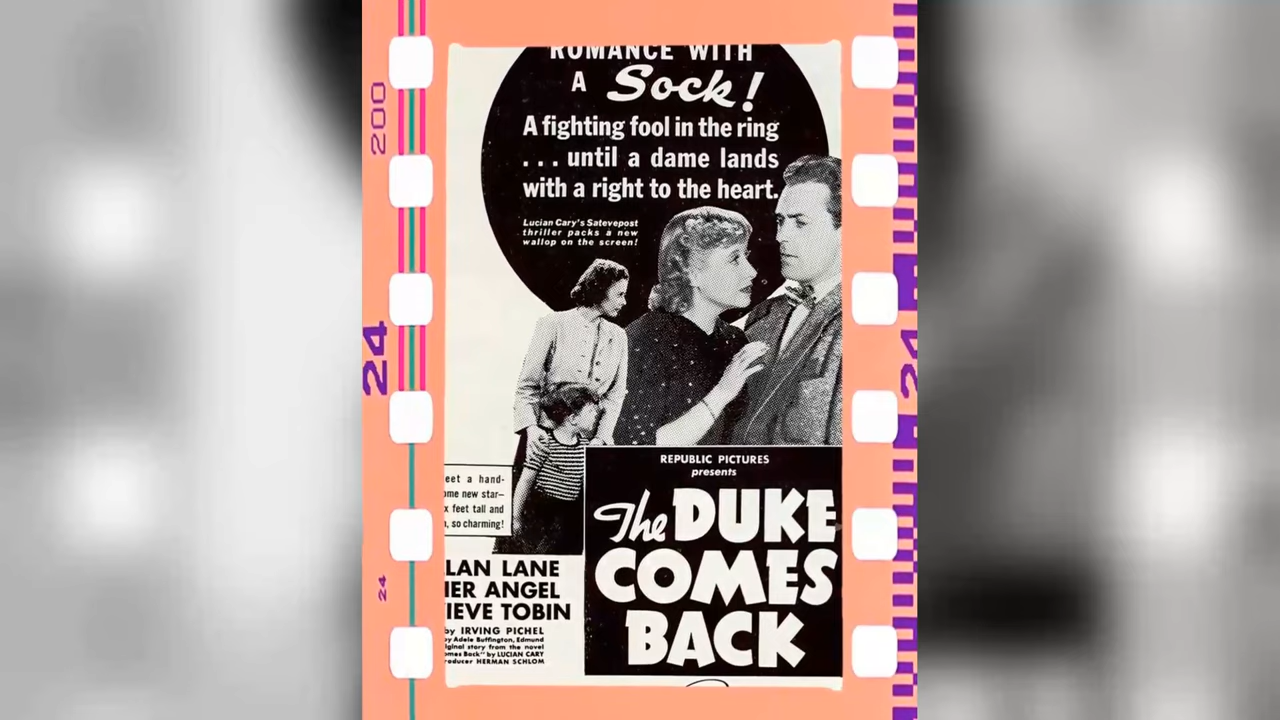 ROMANCE WITH
A Sock!
A fighting fool in the ring
. . . until a dame lands
with a right to the heart.
Lucian Cary's Satevepost
thriller packs a new
wallop on the screen!
REPUBLIC PICTURES
presents
The DUKE
COMES
BACK
eet a hand-
ome new star—
x feet tall and
, so charming!
LAN LANE
IER ANGEL
IEVE TOBIN
by IRVING PICHEL
by Adele Buffington, Edmund
iginal story from the novel
omes Back" by LUCIAN CARY
roducer HERMAN SCHLOM
200
24
24
24